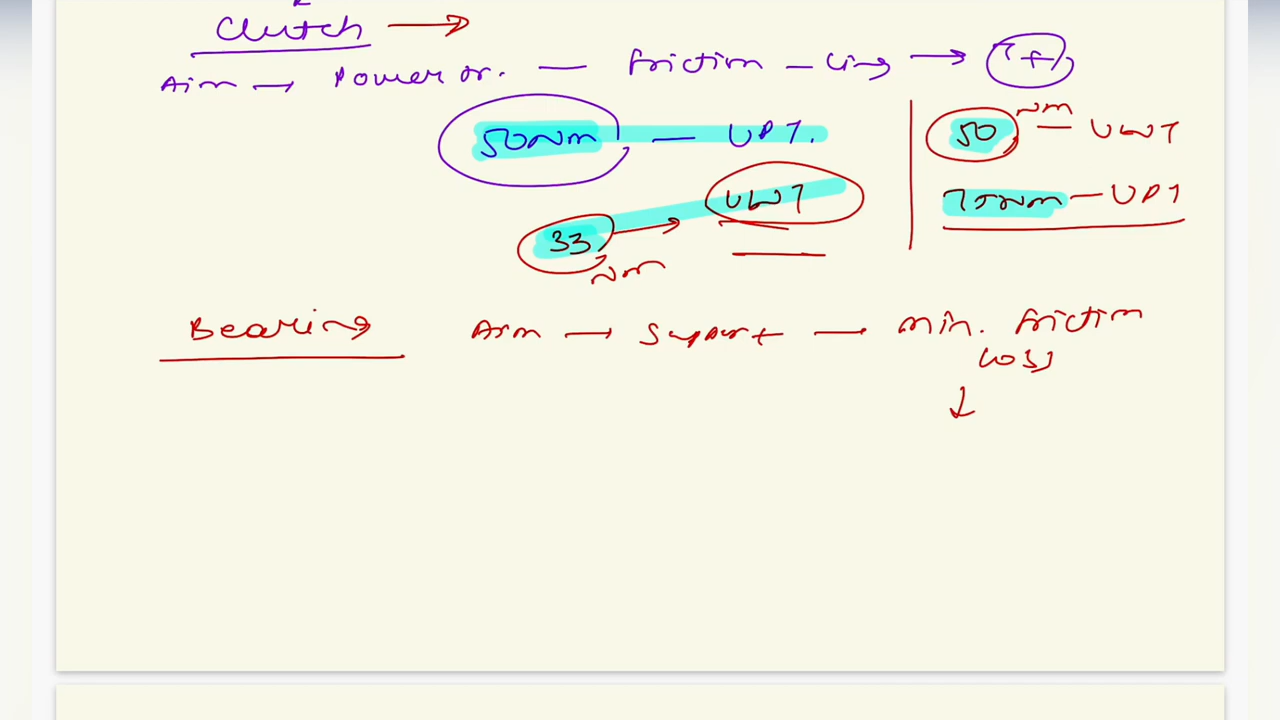 Clutch →
Aim → Power tr. — friction – Ling → (Tf)
50Nm — UPT.
50 Nm — UWT
33 Nm → UWT
75Nm — UPT
Bearing Aim → Support → min. friction
loss
↓